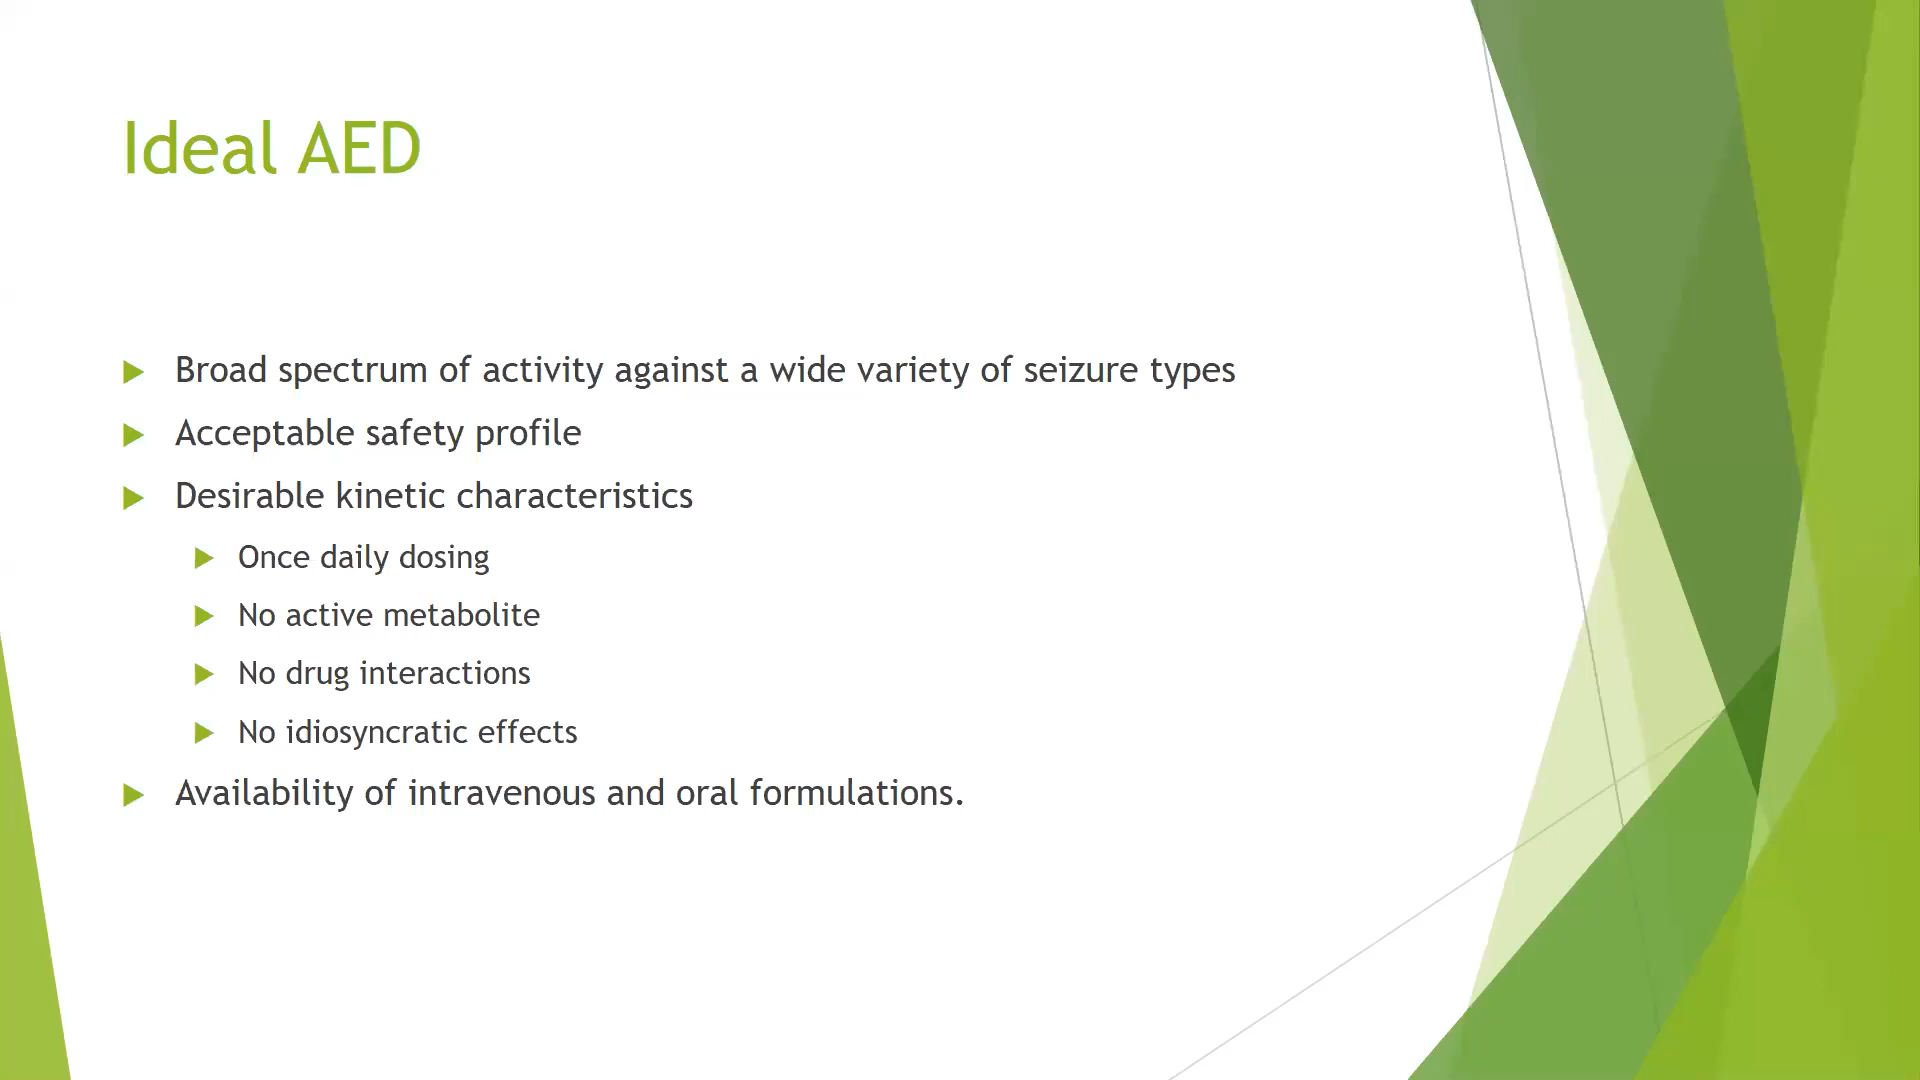 Ideal AED
Broad spectrum of activity against a wide variety of seizure types
Acceptable safety profile
Desirable kinetic characteristics
Once daily dosing
No active metabolite
No drug interactions
No idiosyncratic effects
Availability of intravenous and oral formulations.